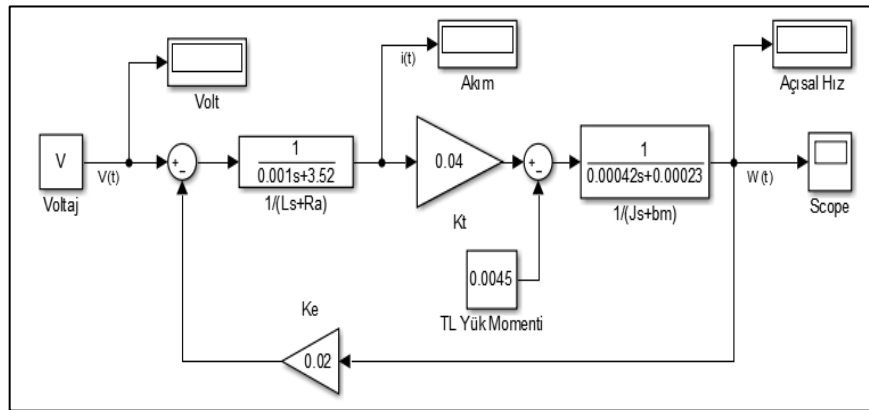 Volt
i(t)
Akım
Açısal Hız
V
V(t)
Voltaj
+
−
1
0.001s+3.52
1/(Ls+Ra)
0.04
Kt
+
−
1
0.00042s+0.00023
1/(Js+bm)
W(t)
Scope
0.0045
TL Yük Momenti
Ke
0.02